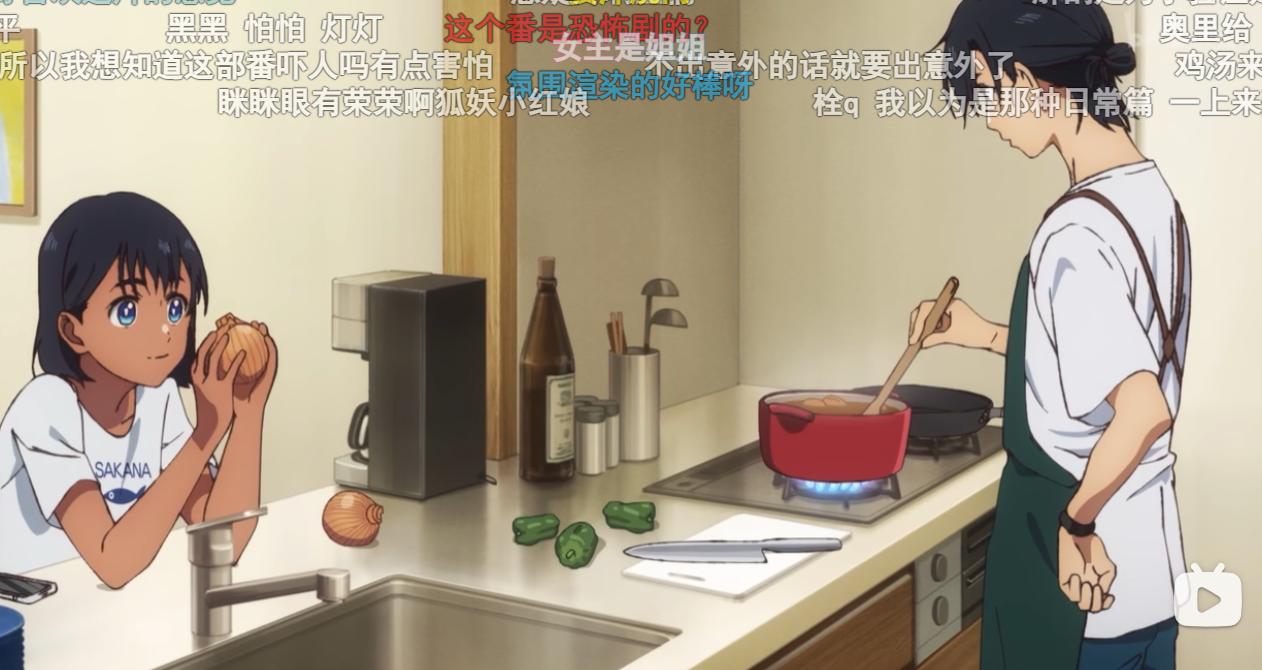 平 黑黑 怕怕 灯灯 这个番是恐怖剧的？ 奥里给
女主是姐姐
所以我想知道这部番吓人吗有点害怕 意外的话就要出意外了 鸡汤来
氛围渲染的好棒呀
眯眯眼有荣荣啊狐妖小红娘 栓q 我以为是那种日常篇 一上来
SAKANA